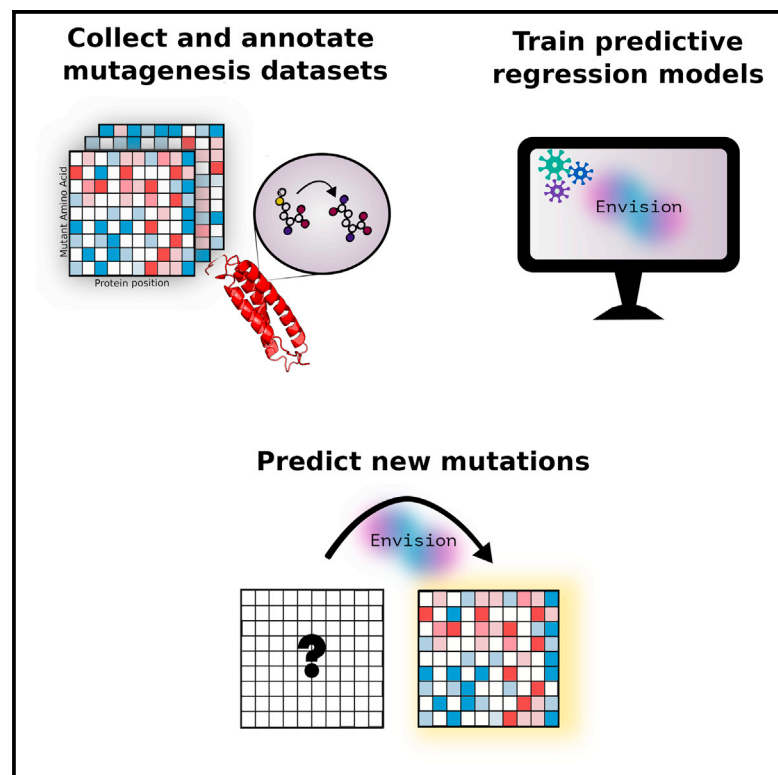 Collect and annotate
mutagenesis datasets
Mutant Amino Acid
Protein position
Train predictive
regression models
Envision
Predict new mutations
Envision
?